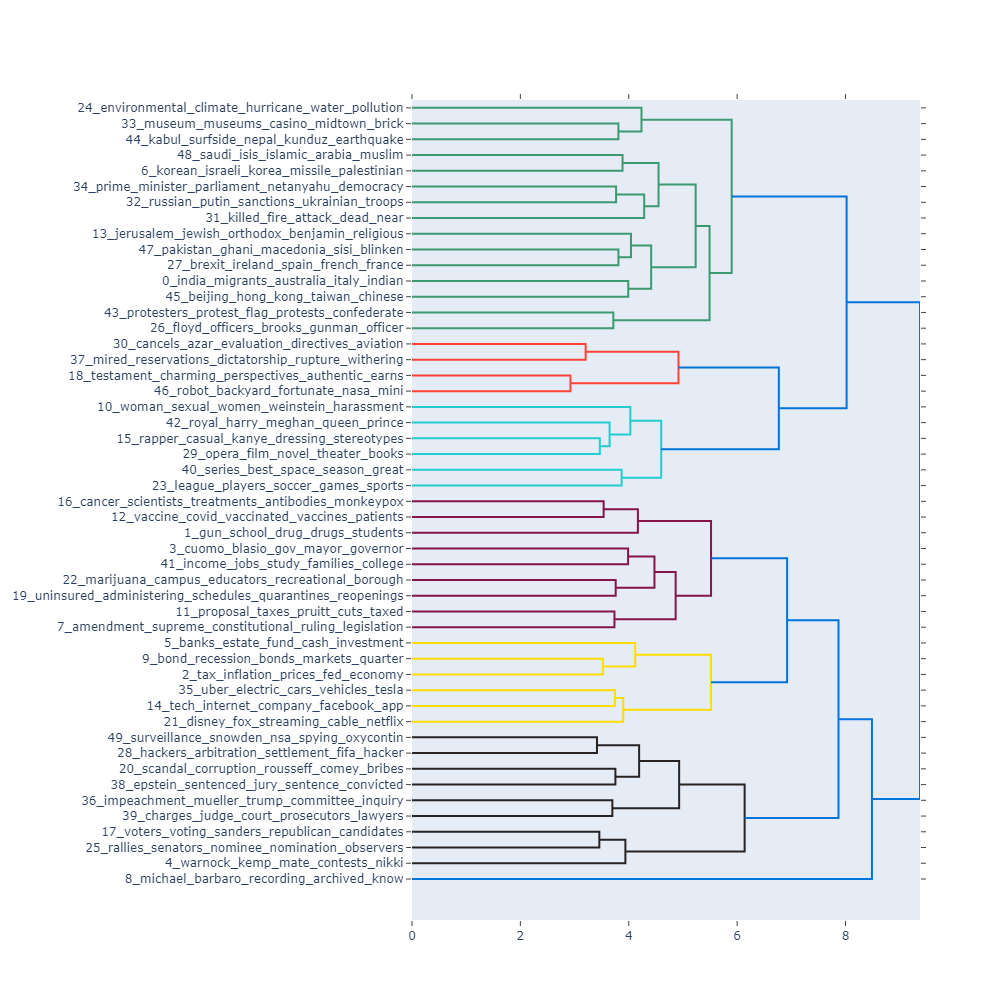 24_environmental_climate_hurricane_water_pollution
33_museum_museums_casino_midtown_brick
44_kabul_surfside_nepal_kunduz_earthquake
48_saudi_isis_islamic_arabia_muslim
6_korean_israeli_korea_missile_palestinian
34_prime_minister_parliament_netanyahu_democracy
32_russian_putin_sanctions_ukrainian_troops
31_killed_fire_attack_dead_near
13_jerusalem_jewish_orthodox_benjamin_religious
47_pakistan_ghani_macedonia_sisi_blinken
27_brexit_ireland_spain_french_france
0_india_migrants_australia_italy_indian
45_beijing_hong_kong_taiwan_chinese
43_protesters_protest_flag_protests_confederate
26_floyd_officers_brooks_gunman_officer
30_cancels_azar_evaluation_directives_aviation
37_mired_reservations_dictatorship_rupture_withering
18_testament_charming_perspectives_authentic_earns
46_robot_backyard_fortunate_nasa_mini
10_woman_sexual_women_weinstein_harassment
42_royal_harry_meghan_queen_prince
15_rapper_casual_kanye_dressing_stereotypes
29_opera_film_novel_theater_books
40_series_best_space_season_great
23_league_players_soccer_games_sports
16_cancer_scientists_treatments_antibodies_monkeypox
12_vaccine_covid_vaccinated_vaccines_patients
1_gun_school_drug_drugs_students
3_cuomo_blasio_gov_mayor_governor
41_income_jobs_study_families_college
22_marijuana_campus_educators_recreational_borough
19_uninsured_administering_schedules_quarantines_reopenings
11_proposal_taxes_pruitt_cuts_taxed
7_amendment_supreme_constitutional_ruling_legislation
5_banks_estate_fund_cash_investment
9_bond_recession_bonds_markets_quarter
2_tax_inflation_prices_fed_economy
35_uber_electric_cars_vehicles_tesla
14_tech_internet_company_facebook_app
21_disney_fox_streaming_cable_netflix
49_surveillance_snowden_nsa_spying_oxycontin
28_hackers_arbitration_settlement_fifa_hacker
20_scandal_corruption_rousseff_comey_bribes
38_epstein_sentenced_jury_sentence_convicted
36_impeachment_mueller_trump_committee_inquiry
39_charges_judge_court_prosecutors_lawyers
17_voters_voting_sanders_republican_candidates
25_rallies_senators_nominee_nomination_observers
4_warnock_kemp_mate_contests_nikki
8_michael_barbaro_recording_archived_know
0 2 4 6 8